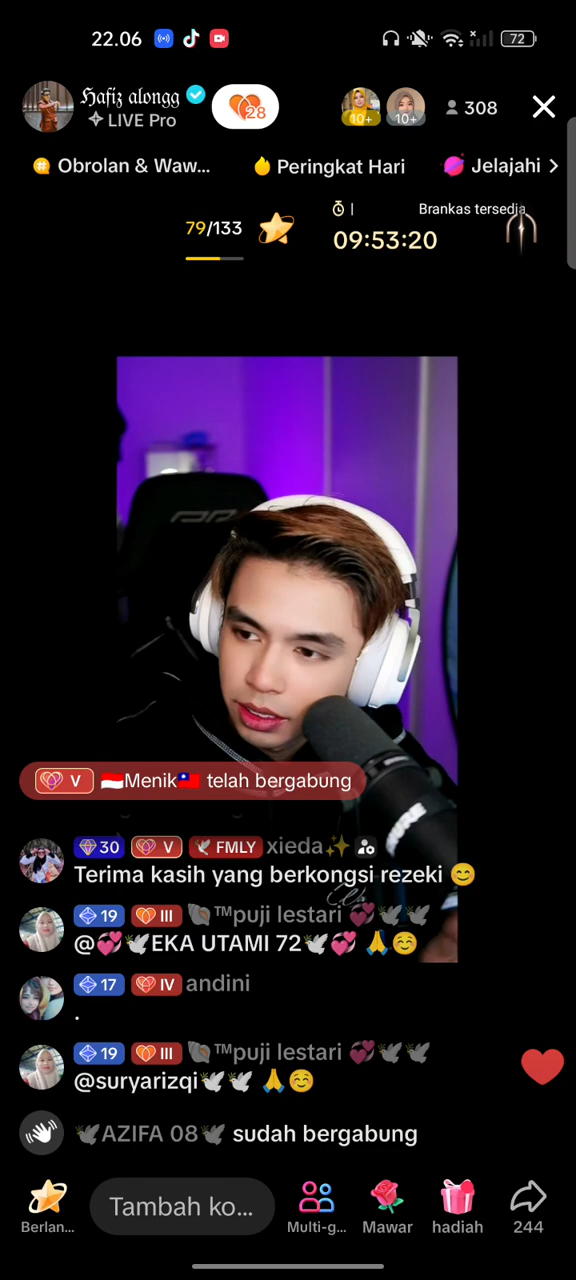 22.06
72
Hafiz alongg
LIVE Pro
28
10+
10+
308
Obrolan & Waw...
Peringkat Hari
Jelajahi
79/133
Brankas tersedia
09:53:20
V 🇮🇩Menik🇹🇼 telah bergabung
30 V FMLY xieda✨
Terima kasih yang berkongsi rezeki 😊
19 III 🐚™puji lestari 💞🕊🕊
@💞🕊EKA UTAMI 72🕊💞 🙏☺️
17 IV andini
.
19 III 🐚™puji lestari 💞🕊🕊
@suryarizqi🕊🕊 🙏☺️
🕊AZIFA 08🕊 sudah bergabung
Berlan...
Tambah ko...
Multi-g...
Mawar
hadiah
244